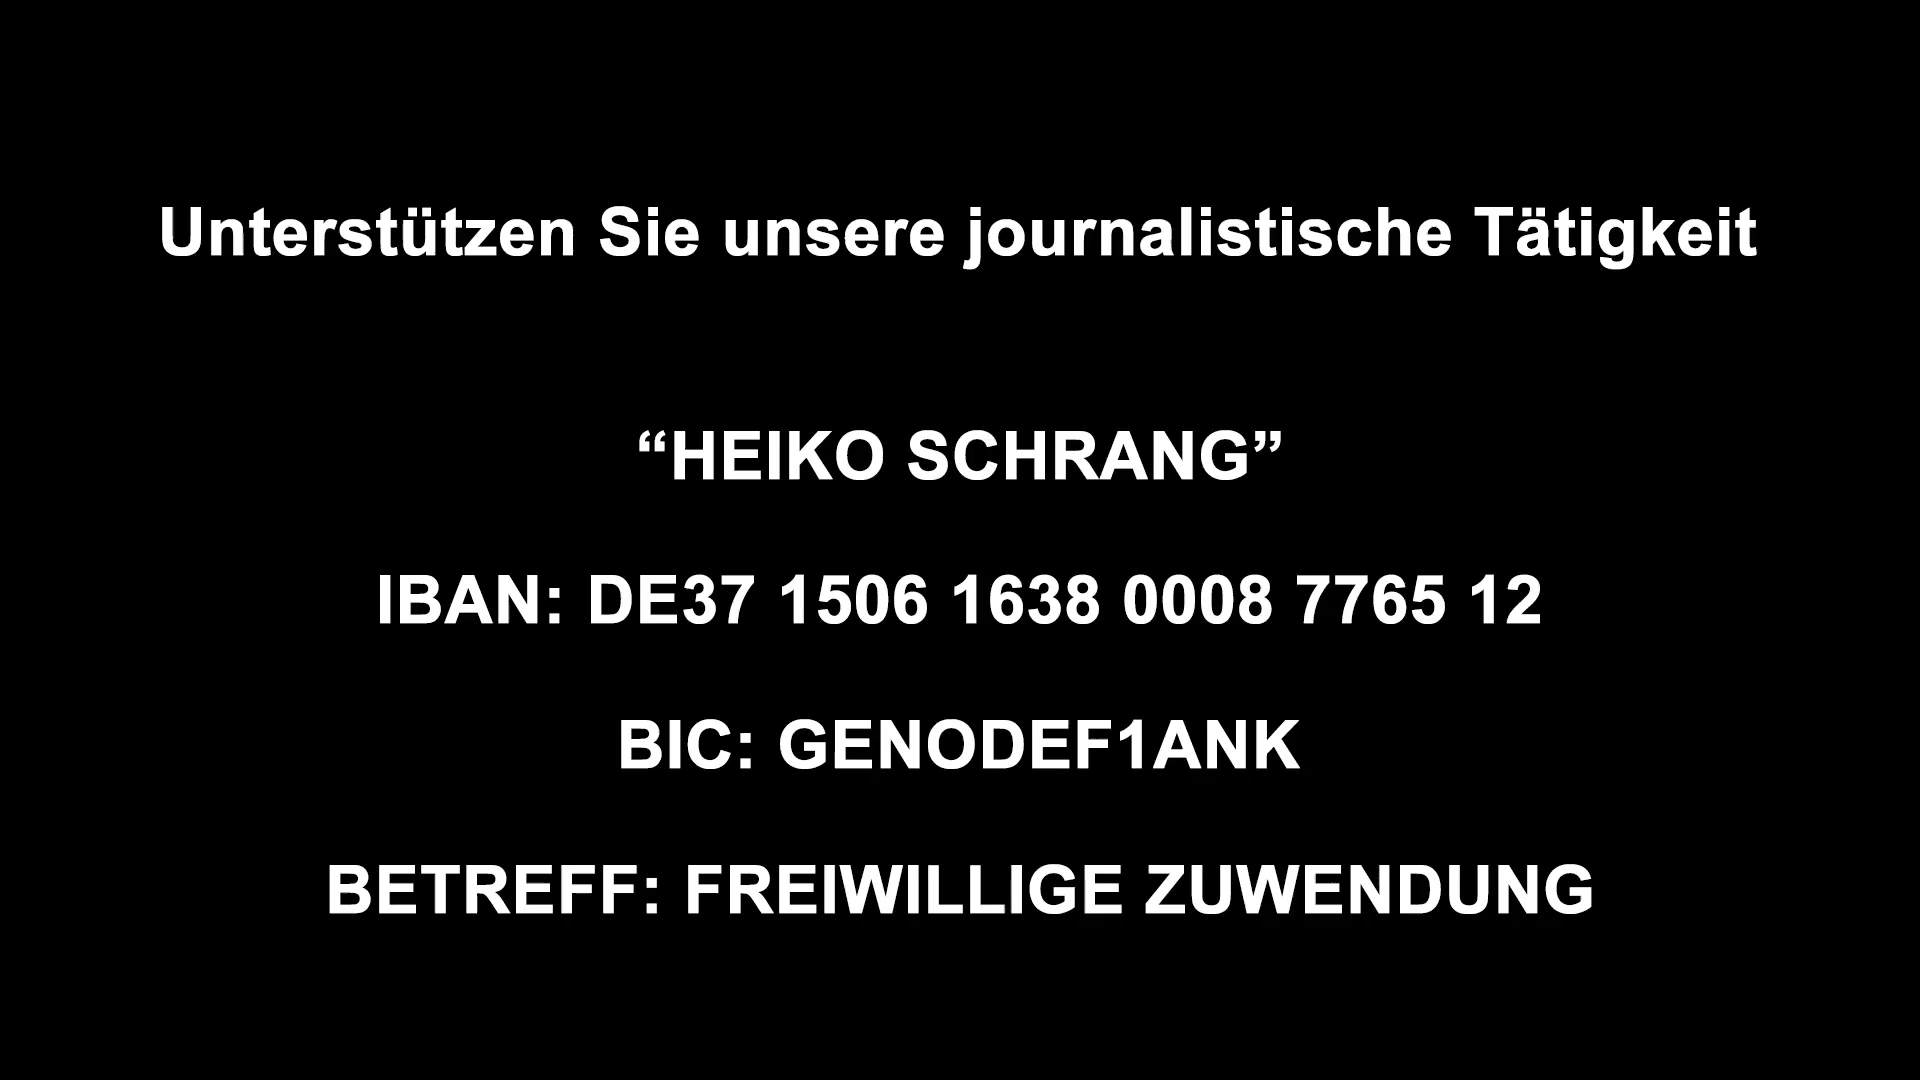 Unterstützen Sie unsere journalistische Tätigkeit
“HEIKO SCHRANG”
IBAN: DE37 1506 1638 0008 7765 12
BIC: GENODEF1ANK
BETREFF: FREIWILLIGE ZUWENDUNG